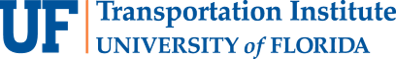 UF
Transportation Institute
UNIVERSITY of FLORIDA